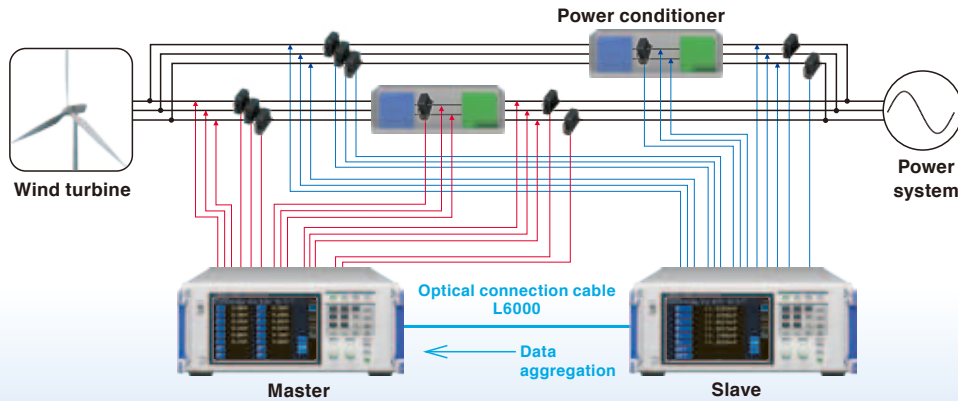 Power conditioner
Wind turbine
Power
system
Optical connection cable
L6000
Data
aggregation
Master
Slave